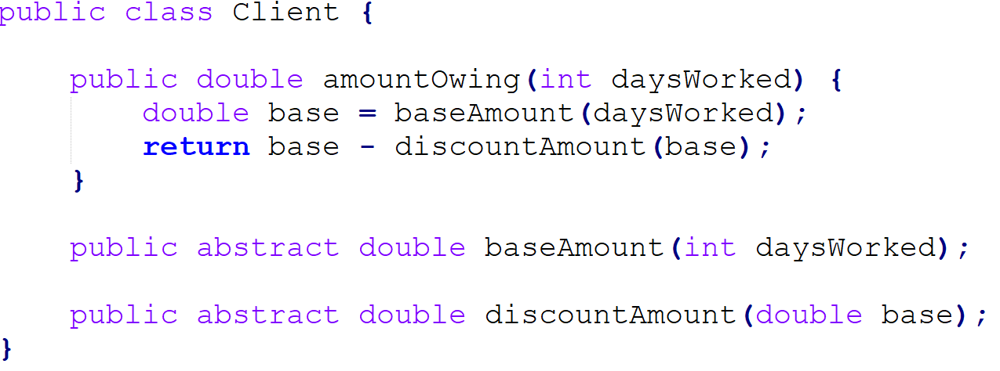 public class Client {
public double amountOwing(int daysWorked) {
double base = baseAmount(daysWorked);
return base - discountAmount(base);
}
public abstract double baseAmount(int daysWorked);
public abstract double discountAmount(double base);
}